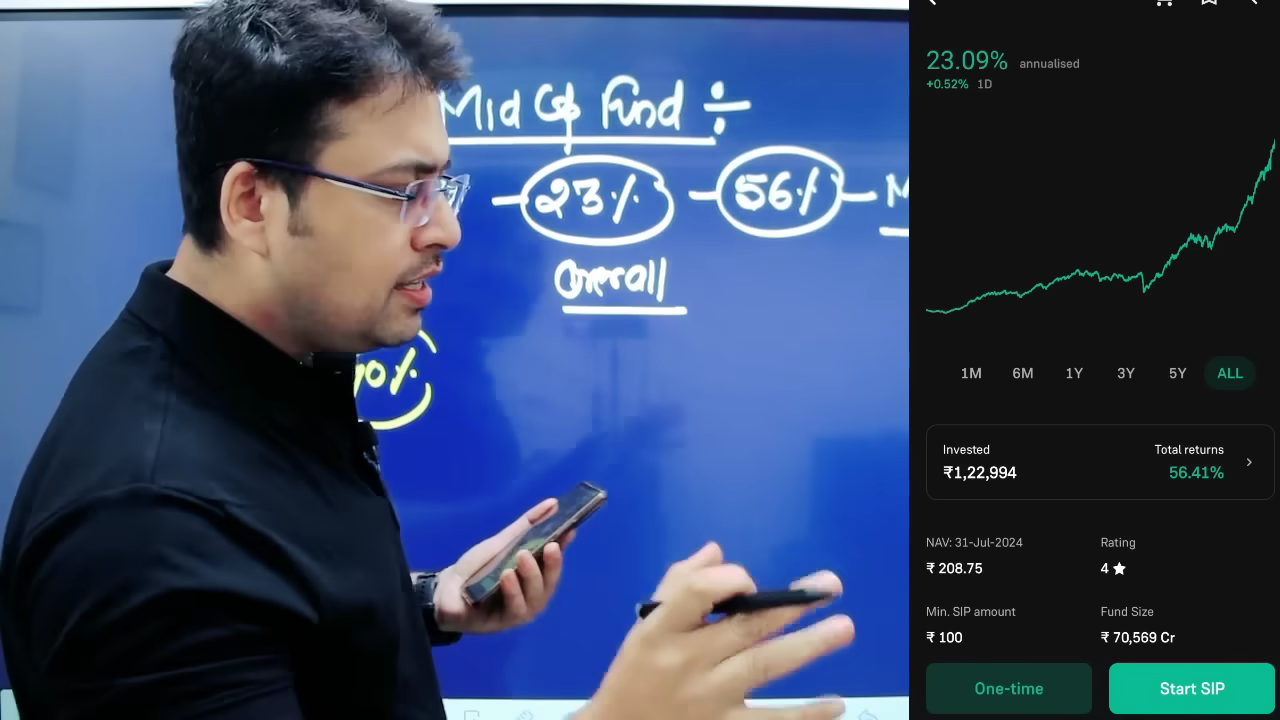 Mid Cap Fund ÷
23% 56% M
Overall
0%
23.09% annualised
+0.52% 1D
1M 6M 1Y 3Y 5Y ALL
Invested Total returns
₹1,22,994 56.41%
NAV: 31-Jul-2024 Rating
₹ 208.75 4 ★
Min. SIP amount Fund Size
₹ 100 ₹ 70,569 Cr
One-time Start SIP